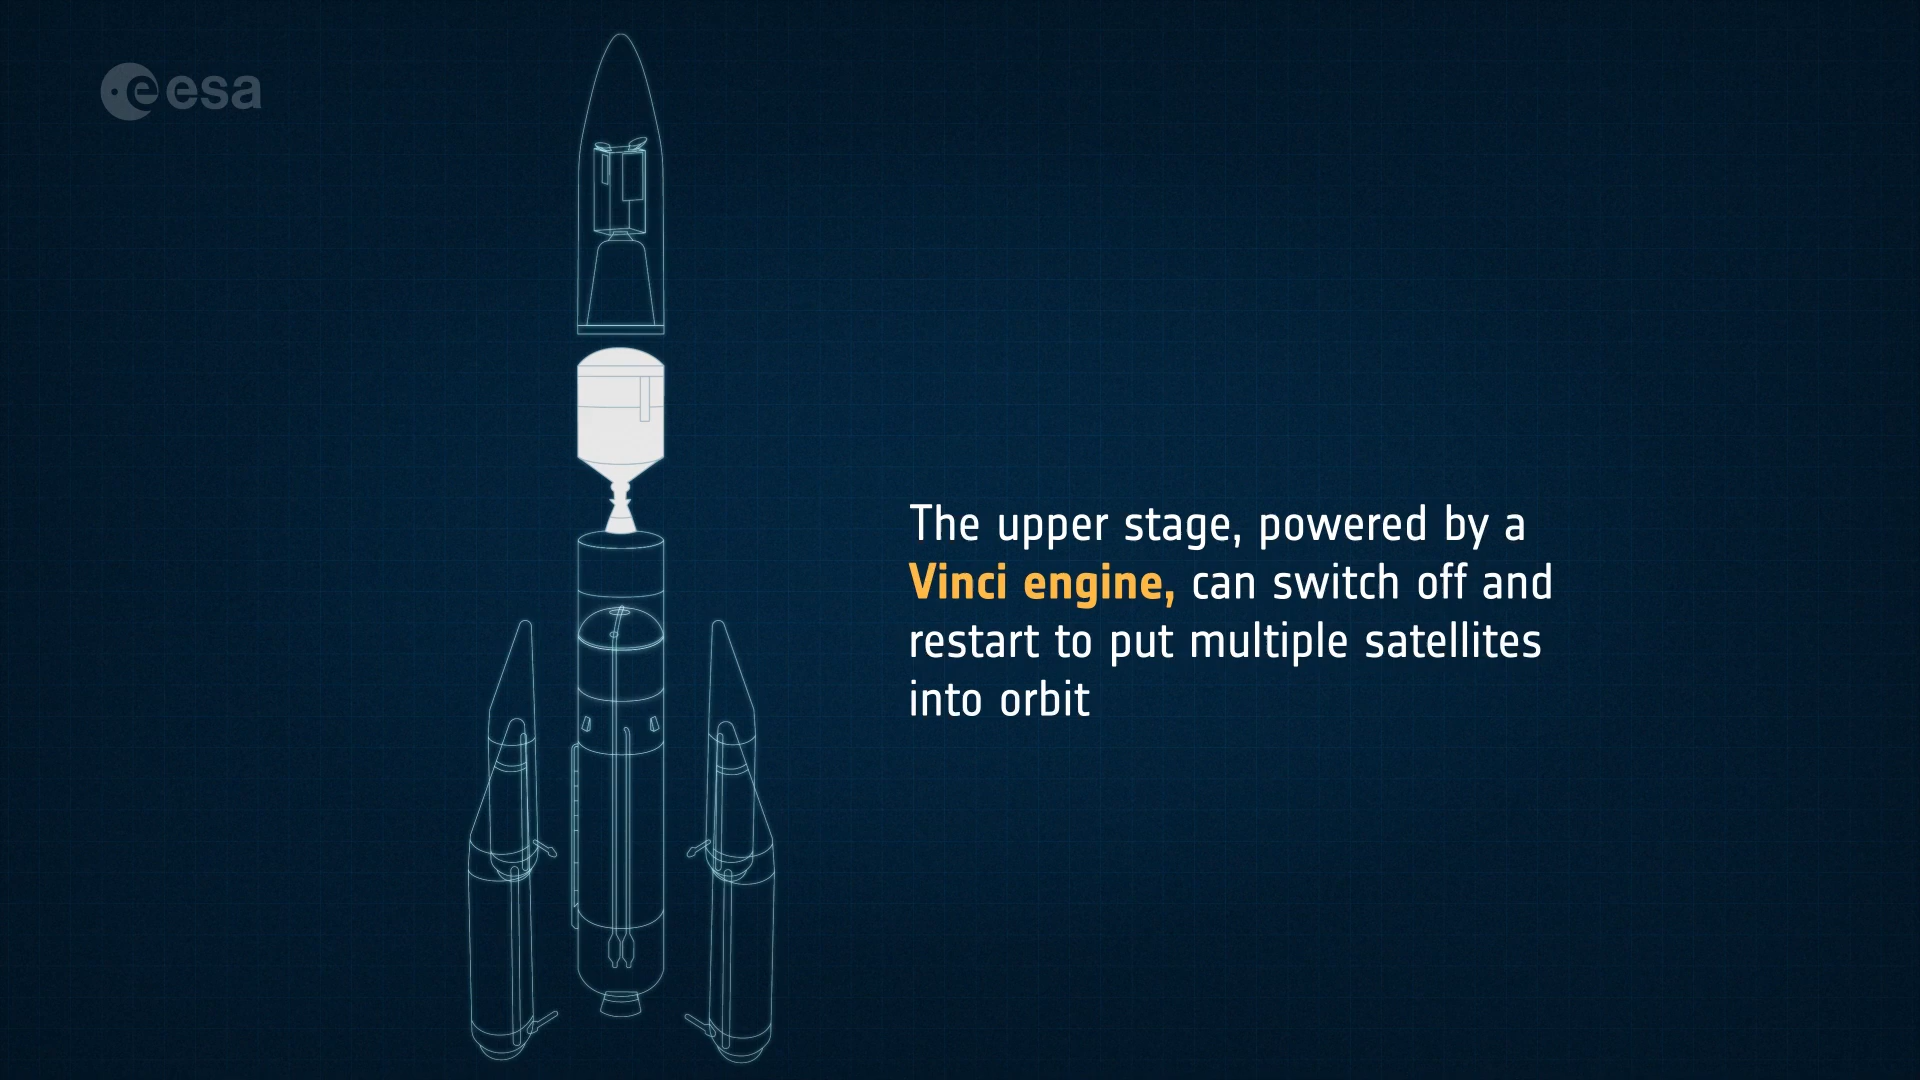 esa
The upper stage, powered by a
Vinci engine, can switch off and
restart to put multiple satellites
into orbit